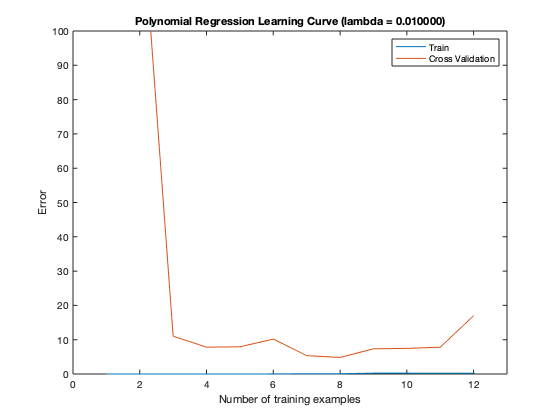 Polynomial Regression Learning Curve (lambda = 0.010000)
Train
Cross Validation
100
90
80
70
60
50
40
30
20
10
0
Error
0 2 4 6 8 10 12
Number of training examples